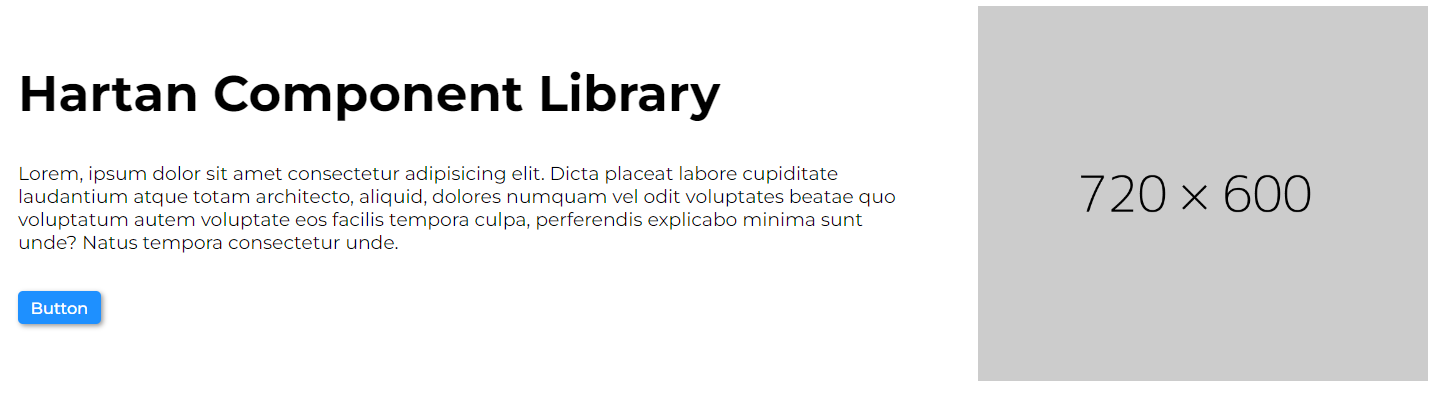 Hartan Component Library
Lorem, ipsum dolor sit amet consectetur adipisicing elit. Dicta placeat labore cupiditate
laudantium atque totam architecto, aliquid, dolores numquam vel odit voluptates beatae quo
voluptatum autem voluptate eos facilis tempora culpa, perferendis explicabo minima sunt
unde? Natus tempora consectetur unde.
Button
720 × 600